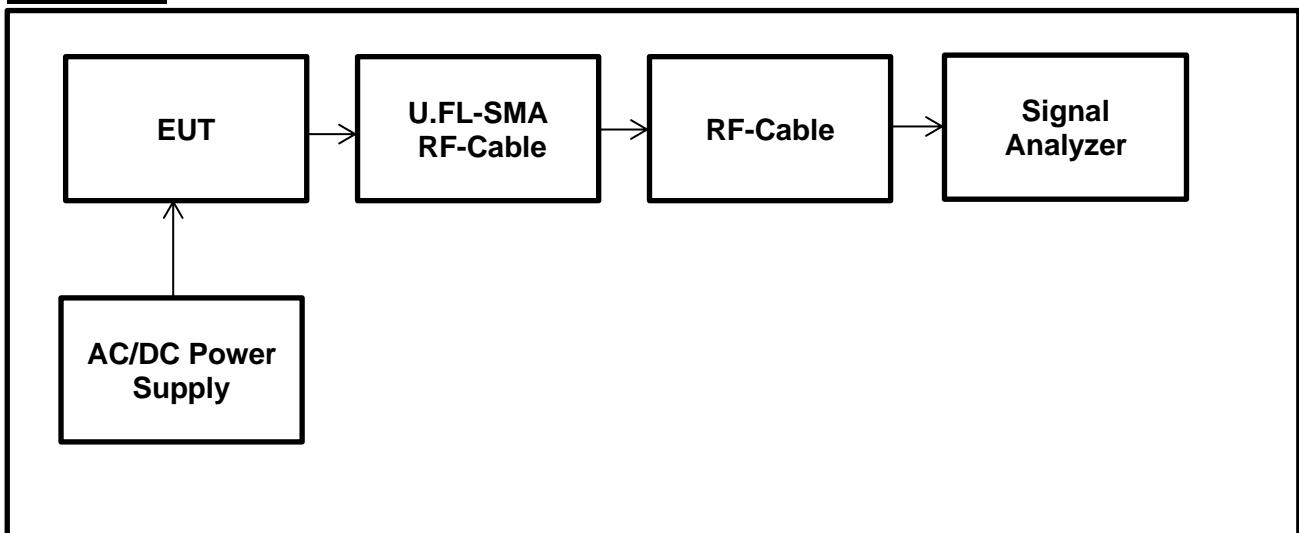 EUT
U.FL-SMA
RF-Cable
RF-Cable
Signal
Analyzer
AC/DC Power
Supply